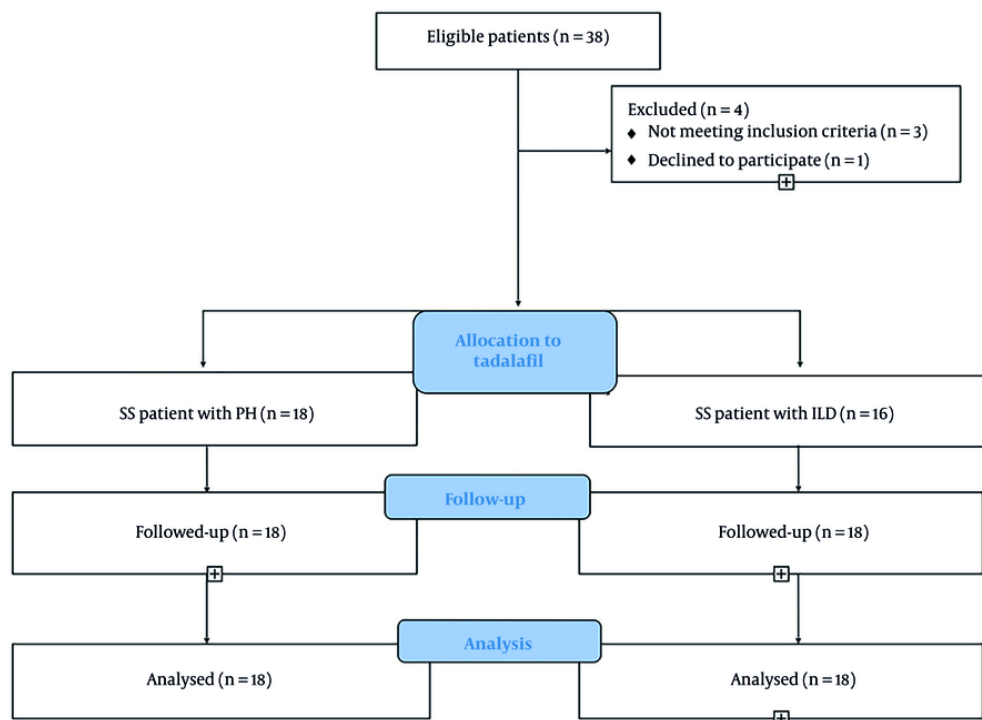 Eligible patients (n = 38)
Excluded (n = 4)
♦ Not meeting inclusion criteria (n = 3)
♦ Declined to participate (n = 1)
Allocation to
tadalafil
SS patient with PH (n = 18)
SS patient with ILD (n = 16)
Follow-up
Followed-up (n = 18)
Followed-up (n = 18)
Analysis
Analysed (n = 18)
Analysed (n = 18)